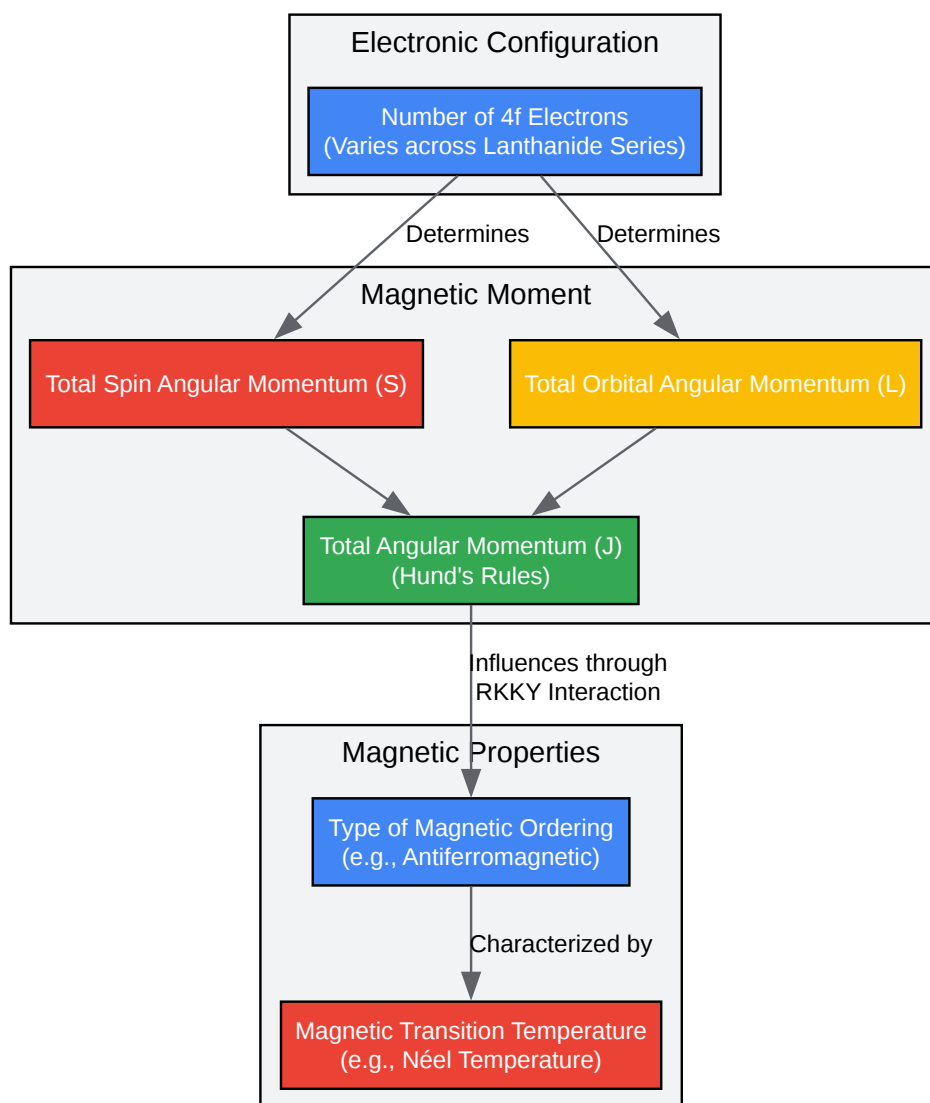 Electronic Configuration
Number of 4f Electrons
(Varies across Lanthanide Series)
Determines
Determines
Magnetic Moment
Total Spin Angular Momentum (S)
Total Orbital Angular Momentum (L)
Total Angular Momentum (J)
(Hund's Rules)
Influences through
RKKY Interaction
Magnetic Properties
Type of Magnetic Ordering
(e.g., Antiferromagnetic)
Characterized by
Magnetic Transition Temperature
(e.g., Néel Temperature)